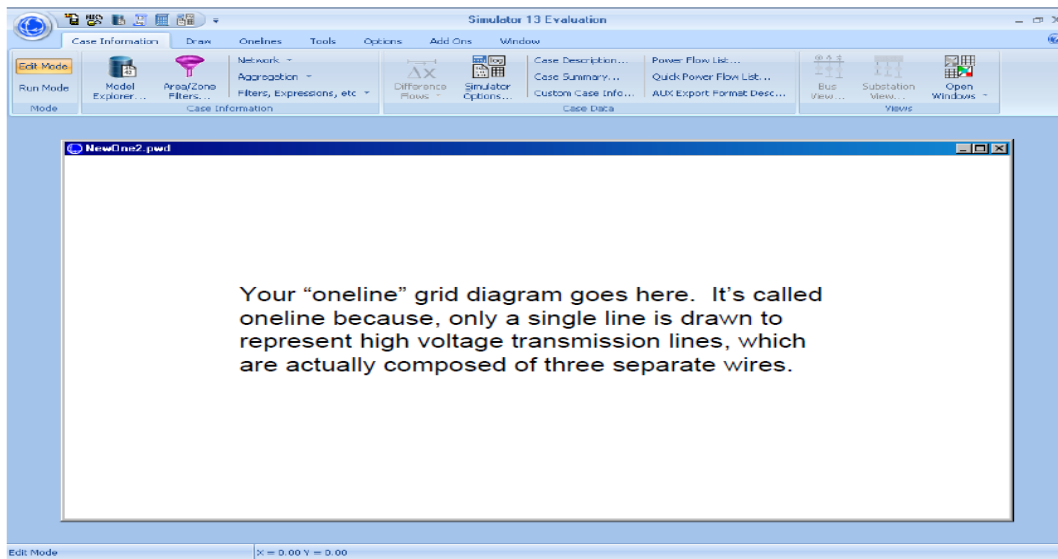 Simulator 13 Evaluation
Case Information Draw Onelines Tools Options Add Ons Window
Edit Mode
Run Mode
Mode
Model Explorer...
Area/Zone Filters...
Network
Aggregation
Filters, Expressions, etc
Case Information
Difference Flows
Simulator Options...
Case Description...
Case Summary...
Custom Case Info...
Power Flow List...
Quick Power Flow List...
AUX Export Format Desc...
Case Data
Bus View...
Substation View...
Open Windows
Views
NewOne2.pwd
Your “oneline” grid diagram goes here. It’s called
oneline because, only a single line is drawn to
represent high voltage transmission lines, which
are actually composed of three separate wires.
Edit Mode X = 0.00 Y = 0.00